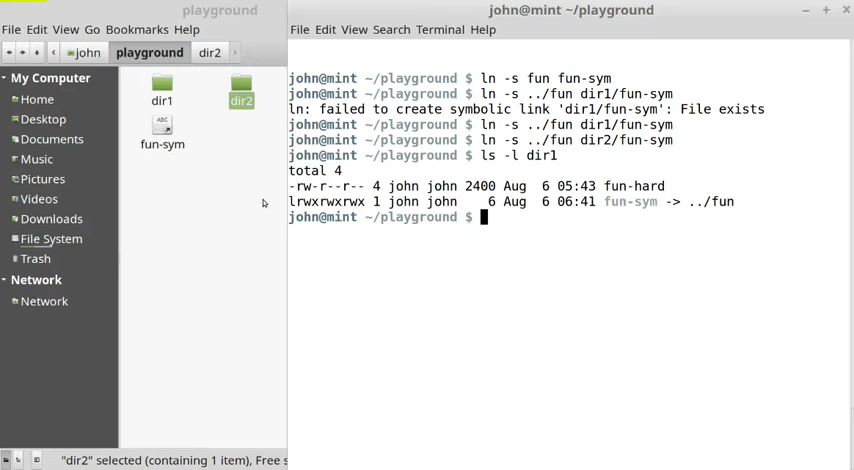 playground
File Edit View Go Bookmarks Help
john playground dir2
My Computer
Home
Desktop
Documents
Music
Pictures
Videos
Downloads
File System
Trash
Network
Network
dir1 dir2
ABC
fun-sym
"dir2" selected (containing 1 item), Free s
john@mint ~/playground
File Edit View Search Terminal Help
john@mint ~/playground $ ln -s fun fun-sym
john@mint ~/playground $ ln -s ../fun dir1/fun-sym
ln: failed to create symbolic link 'dir1/fun-sym': File exists
john@mint ~/playground $ ln -s ../fun dir1/fun-sym
john@mint ~/playground $ ln -s ../fun dir2/fun-sym
john@mint ~/playground $ ls -l dir1
total 4
-rw-r--r-- 4 john john 2400 Aug  6 05:43 fun-hard
lrwxrwxrwx 1 john john    6 Aug  6 06:41 fun-sym -> ../fun
john@mint ~/playground $